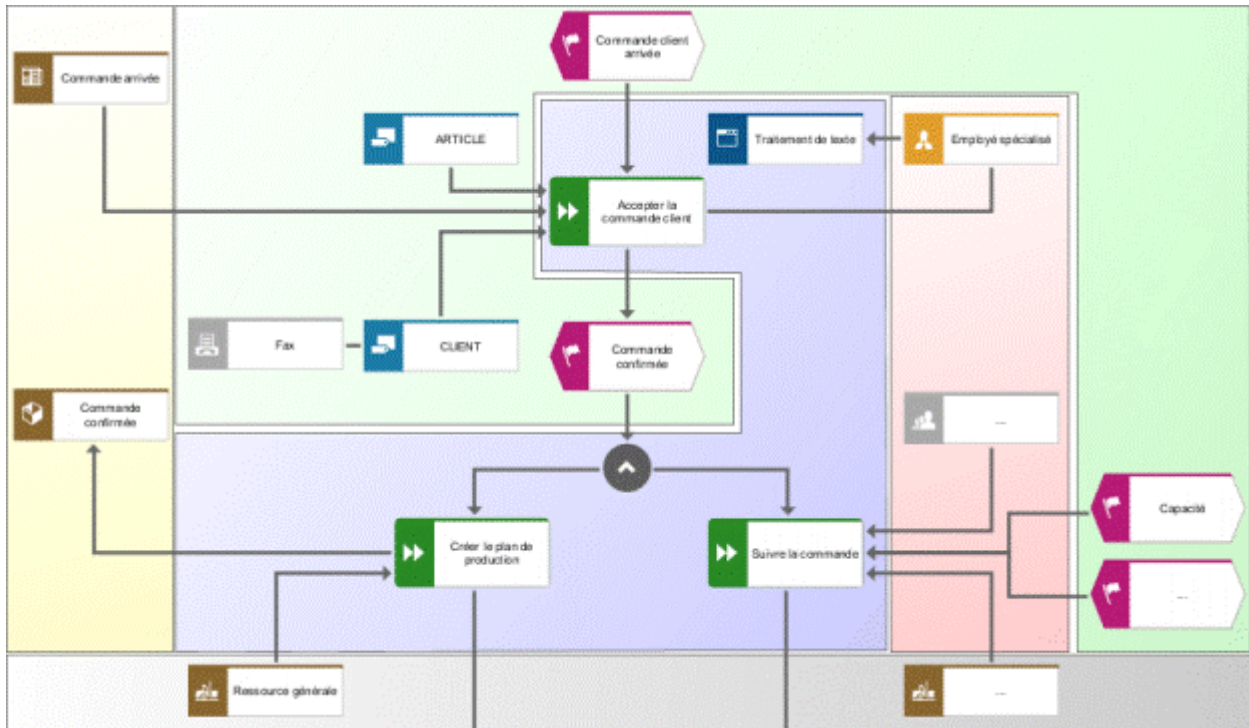 Commande client
arrivée
Commande arrivée
ARTICLE
Traitement de texte
Employé spécialisé
Accepter la
commande client
Fax
CLIENT
Commande
confirmée
Commande
confirmée
....
Capacité
Créer le plan de
production
Suivre la commande
....
Ressource générale
....